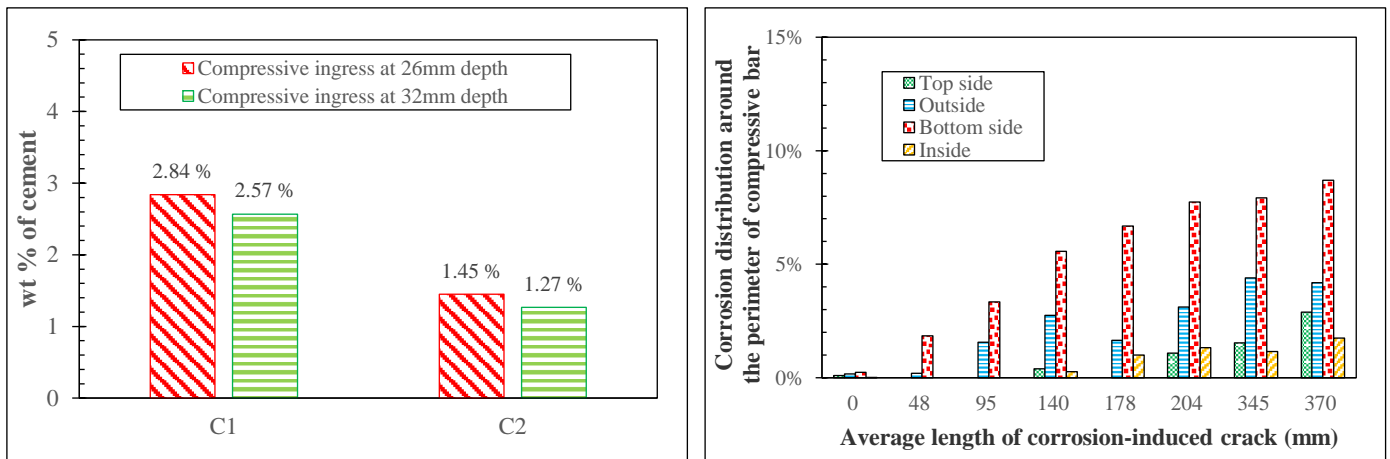 5
4
3
2
1
0
wt % of cement
Compressive ingress at 26mm depth
Compressive ingress at 32mm depth
2.84 %
2.57 %
1.45 %
1.27 %
C1
C2
15%
10%
5%
0%
Corrosion distribution around
the perimeter of compressive bar
Top side
Outside
Bottom side
Inside
0 48 95 140 178 204 345 370
Average length of corrosion-induced crack (mm)